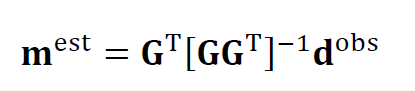 𝐦ᵉˢᵗ = 𝐆ᵀ[𝐆𝐆ᵀ]⁻¹𝐝ᵒᵇˢ